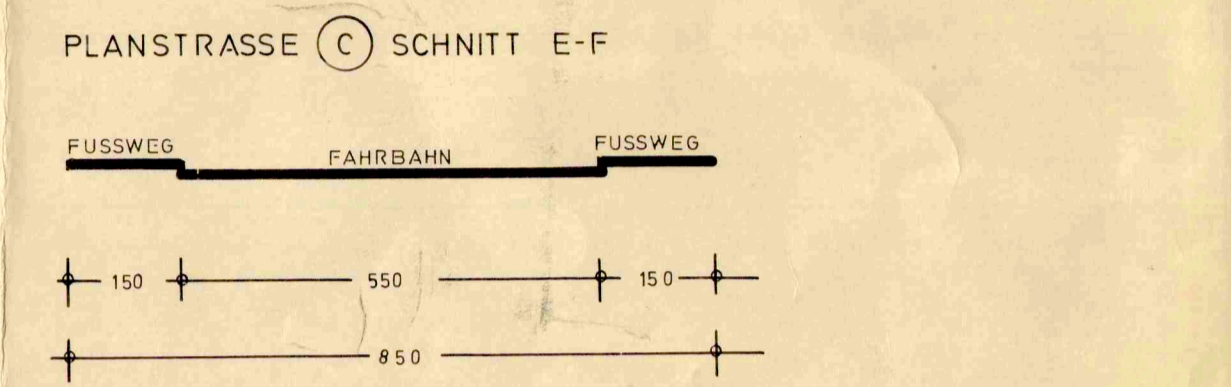 PLANSTRASSE C SCHNITT E-F
FUSSWEG FAHRBAHN FUSSWEG
150 550 150
850